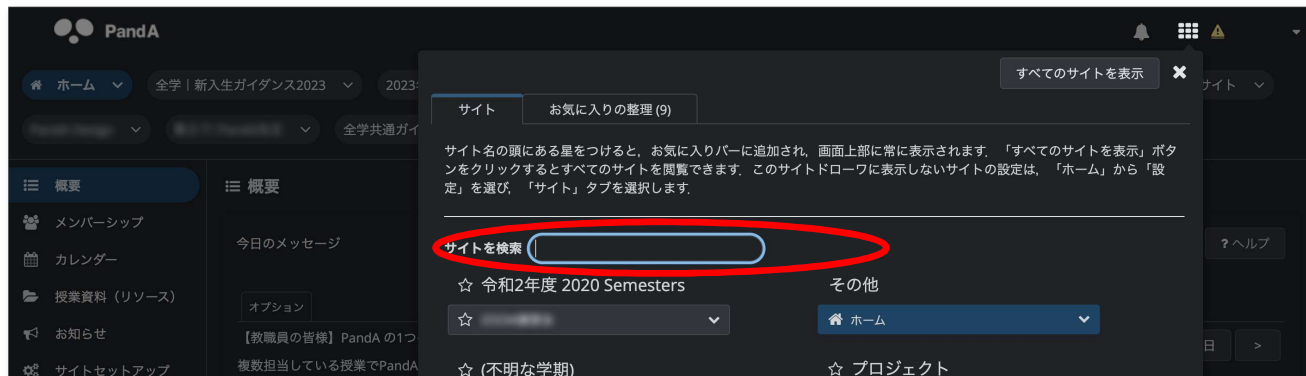 PandA
すべてのサイトを表示
ホーム
全学 | 新入生ガイダンス2023
2023
サイト
サイト
お気に入りの整理 (9)
全学共通ガイ
サイト名の頭にある星をつけると，お気に入りバーに追加され，画面上部に常に表示されます．「すべてのサイトを表示」ボタ
ンをクリックするとすべてのサイトを閲覧できます．このサイトドローワに表示しないサイトの設定は，「ホーム」から「設
定」を選び，「サイト」タブを選択します．
概要
概要
メンバーシップ
今日のメッセージ
サイトを検索
? ヘルプ
カレンダー
令和2年度 2020 Semesters
その他
授業資料（リソース）
オプション
ホーム
お知らせ
【教職員の皆様】PandA の1つ
日
>
サイトセットアップ
複数担当している授業でPandA
(不明な学期)
プロジェクト